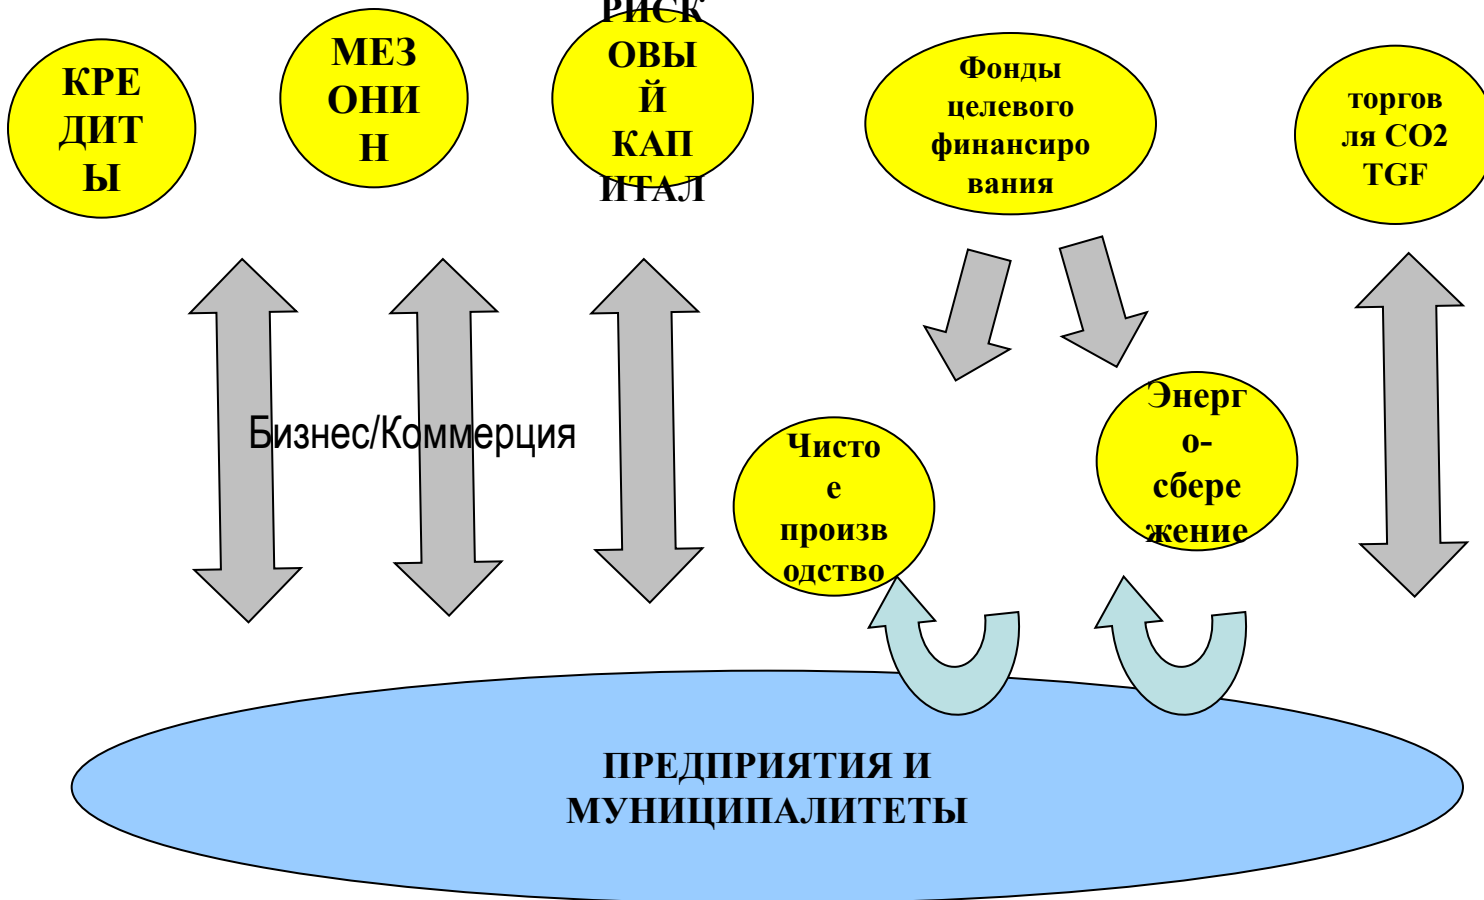 КРЕ
ДИТ
Ы
МЕЗ
ОНИ
Н
РИСК
ОВЫ
Й
КАП
ИТАЛ
Фонды
целевого
финансиро
вания
торгов
ля СО2
TGF
Бизнес/Коммерция
Чисто
е
произв
одство
Энерг
о-
сбере
жение
ПРЕДПРИЯТИЯ И
МУНИЦИПАЛИТЕТЫ